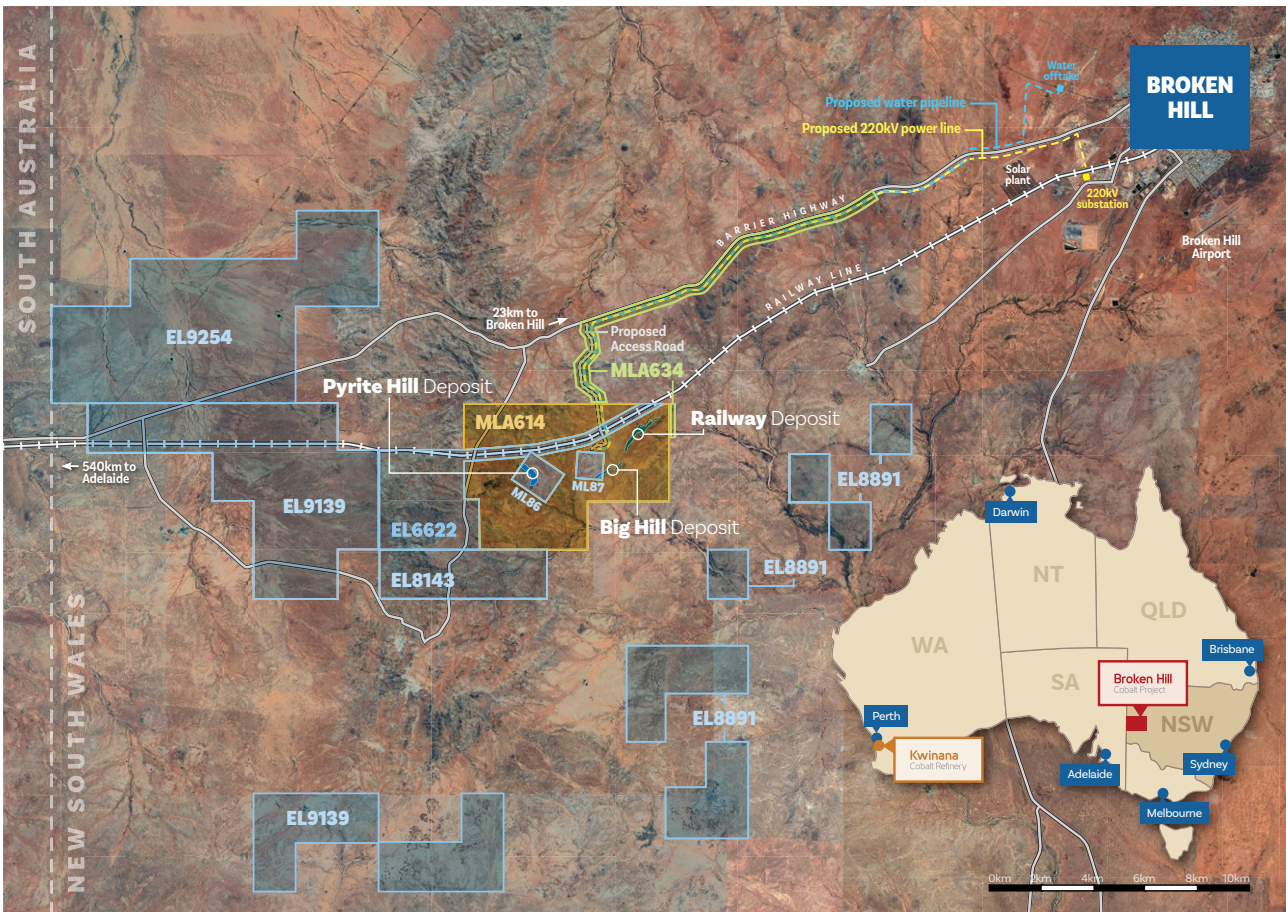 SOUTH AUSTRALIA
NEW SOUTH WALES
BROKEN
HILL
Water
offtake
Proposed water pipeline
Proposed 220kV power line
Solar
plant
220kV
substation
Broken Hill
Airport
BARRIER HIGHWAY
RAILWAY LINE
23km to
Broken Hill
Proposed
Access Road
MLA634
EL9254
Pyrite Hill Deposit
MLA614
Railway Deposit
540km to
Adelaide
ML86
ML87
EL9139
EL6622
EL8891
Big Hill Deposit
EL8143
EL8891
EL8891
EL9139
Darwin
NT
QLD
WA
SA
Brisbane
Broken Hill
Cobalt Project
NSW
Perth
Kwinana
Cobalt Refinery
Adelaide
Sydney
Melbourne
0km 2km 4km 6km 8km 10km